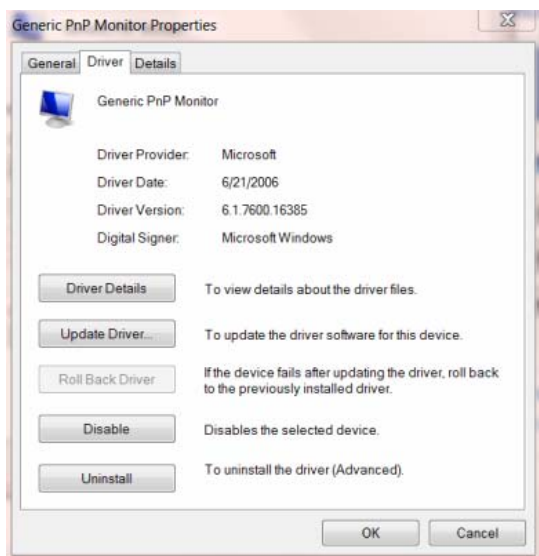 Generic PnP Monitor Properties
General Driver Details
Generic PnP Monitor
Driver Provider: Microsoft
Driver Date: 6/21/2006
Driver Version: 6.1.7600.16385
Digital Signer: Microsoft Windows
Driver Details To view details about the driver files.
Update Driver... To update the driver software for this device.
Roll Back Driver If the device fails after updating the driver, roll back
to the previously installed driver.
Disable Disables the selected device.
Uninstall To uninstall the driver (Advanced).
OK Cancel